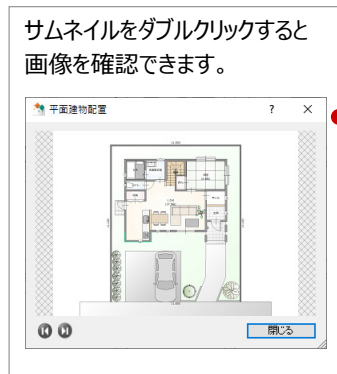 サムネイルをダブルクリックすると
画像を確認できます。
平面建物配置
?
×
閉じる